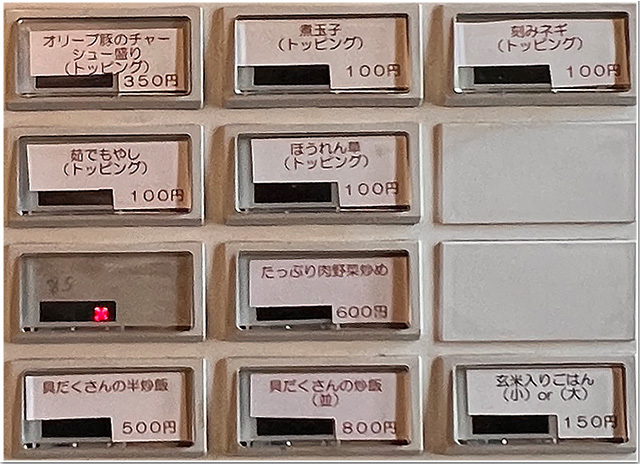 オリーブ豚のチャー
シュー盛り
(トッピング)
350円
煮玉子
(トッピング)
100円
刻みネギ
(トッピング)
100円
茹でもやし
(トッピング)
100円
ほうれん草
(トッピング)
100円
58
たっぷり肉野菜炒め
600円
具だくさんの半炒飯
500円
具だくさんの炒飯
(並)
800円
玄米入りごはん
(小)or(大)
150円